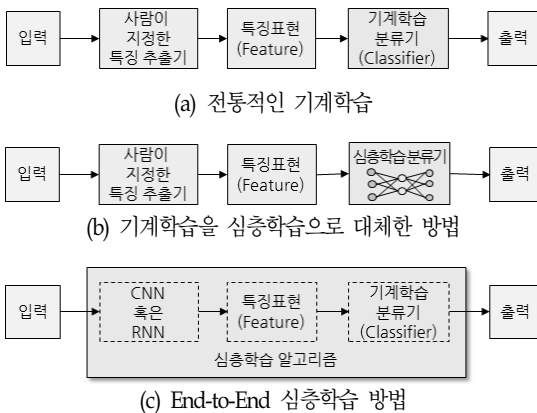 입력
사람이
지정한
특징 추출기
특징표현
(Feature)
기계학습
분류기
(Classifier)
출력
(a) 전통적인 기계학습
입력
사람이
지정한
특징 추출기
특징표현
(Feature)
심층학습분류기
출력
(b) 기계학습을 심층학습으로 대체한 방법
입력
CNN
혹은
RNN
특징표현
(Feature)
기계학습
분류기
(Classifier)
출력
심층학습 알고리즘
(c) End-to-End 심층학습 방법